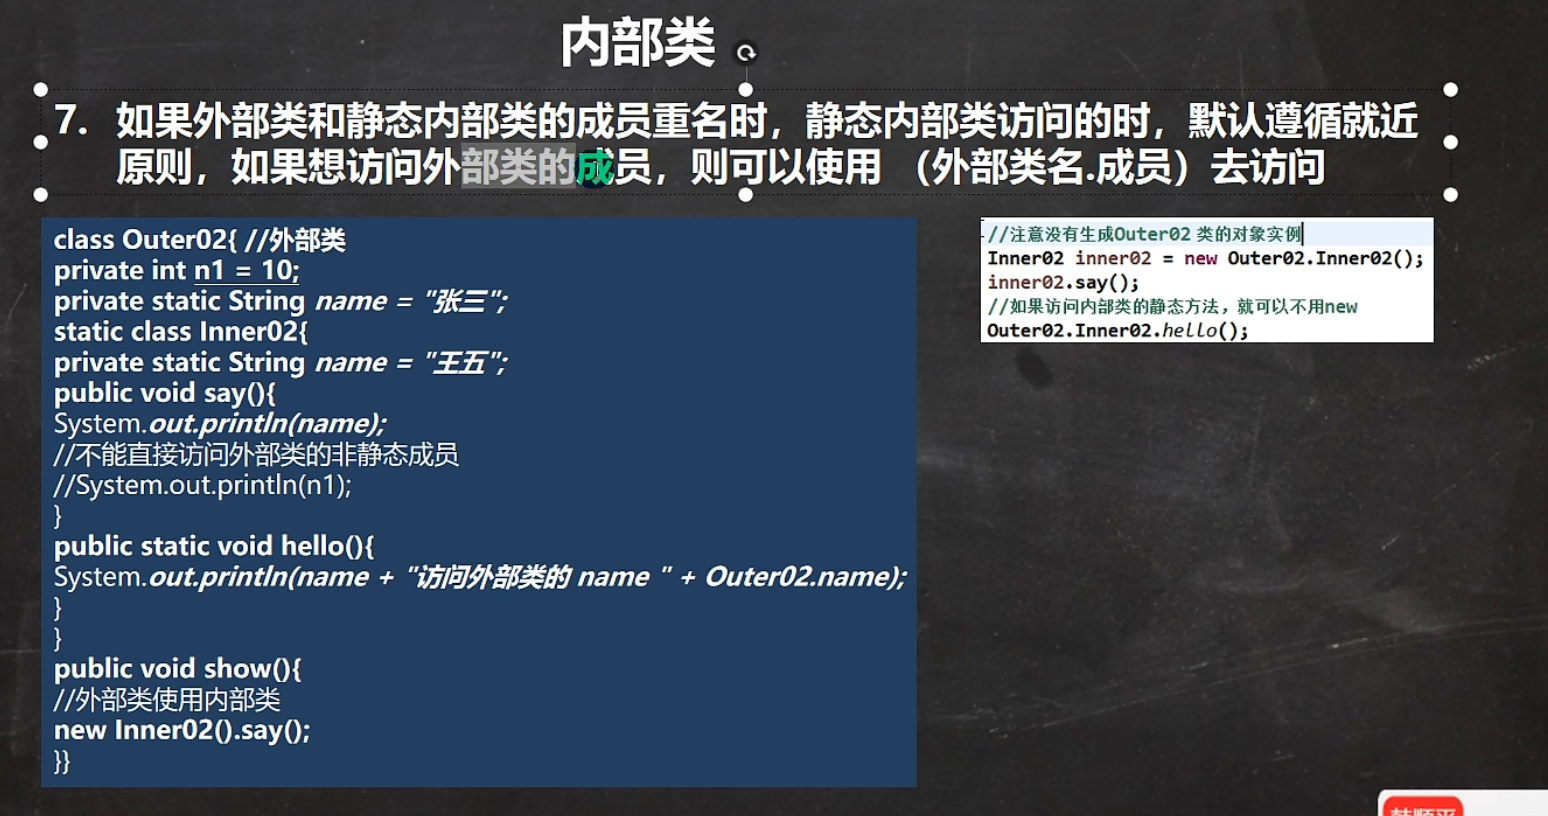 内部类
7. 如果外部类和静态内部类的成员重名时，静态内部类访问的时，默认遵循就近
原则，如果想访问外部类的成员，则可以使用 （外部类名.成员）去访问
class Outer02{ //外部类
private int n1 = 10;
private static String name = "张三";
static class Inner02{
private static String name = "王五";
public void say(){
System.out.println(name);
//不能直接访问外部类的非静态成员
//System.out.println(n1);
}
public static void hello(){
System.out.println(name + "访问外部类的 name " + Outer02.name);
}
}
public void show(){
//外部类使用内部类
new Inner02().say();
}}
//注意没有生成Outer02 类的对象实例
Inner02 inner02 = new Outer02.Inner02();
inner02.say();
//如果访问内部类的静态方法，就可以不用new
Outer02.Inner02.hello();